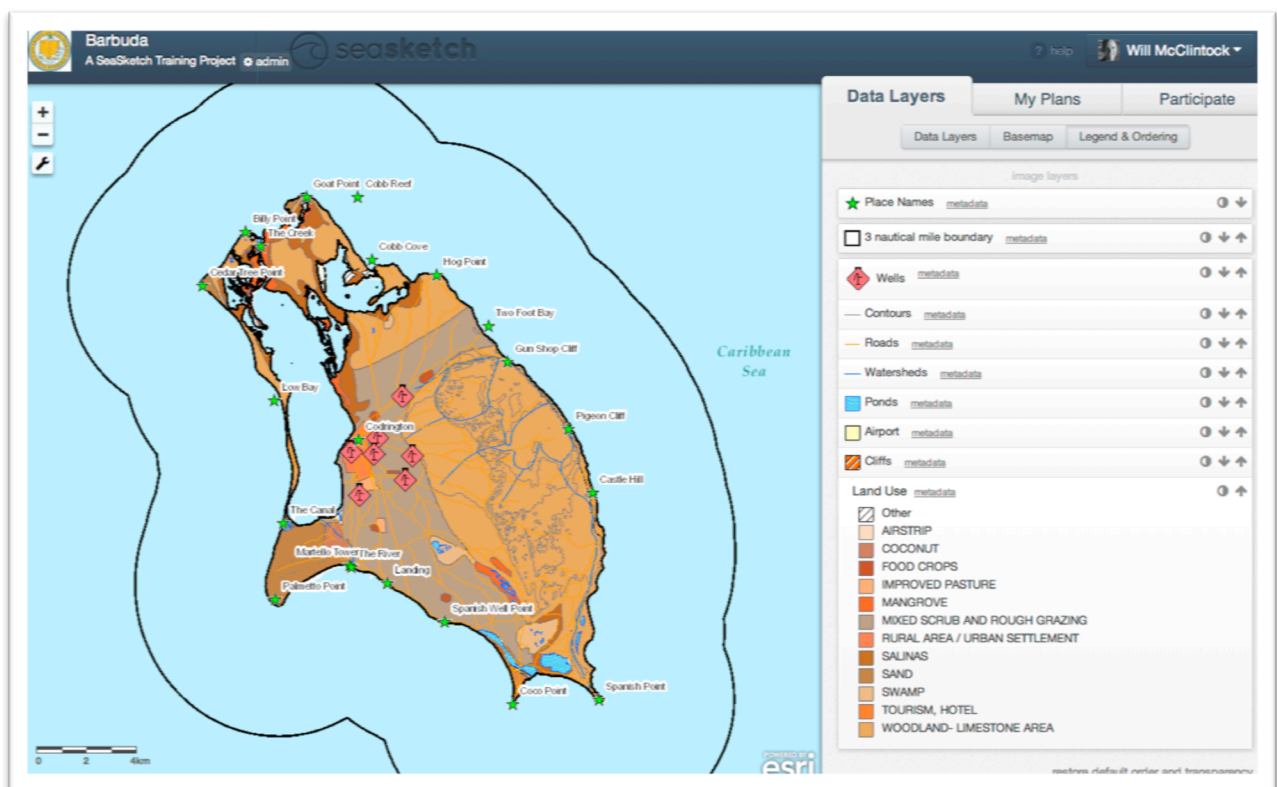 Barbuda
A SeaSketch Training Project admin
seasketch
? help
Will McClintock
Data Layers
My Plans
Participate
Data Layers
Basemap
Legend & Ordering
image layers
Place Names metadata
3 nautical mile boundary metadata
Wells metadata
Contours metadata
Roads metadata
Watersheds metadata
Ponds metadata
Airport metadata
Cliffs metadata
Land Use metadata
Other
AIRSTRIP
COCONUT
FOOD CROPS
IMPROVED PASTURE
MANGROVE
MIXED SCRUB AND ROUGH GRAZING
RURAL AREA / URBAN SETTLEMENT
SALINAS
SAND
SWAMP
TOURISM, HOTEL
WOODLAND- LIMESTONE AREA
restore default order and transparency
+
−
Goat Point
Cobb Reef
Billy Point
The Creek
Cobb Cove
Hog Point
Cedar Tree Point
Two Foot Bay
Gun Shop Cliff
Caribbean
Sea
Low Bay
Pigeon Cliff
Codrington
Castle Hill
The Canal
Martello Tower
The River
Landing
Palmetto Point
Spanish Well Point
Coco Point
Spanish Point
0 2 4km
POWERED BY
esri